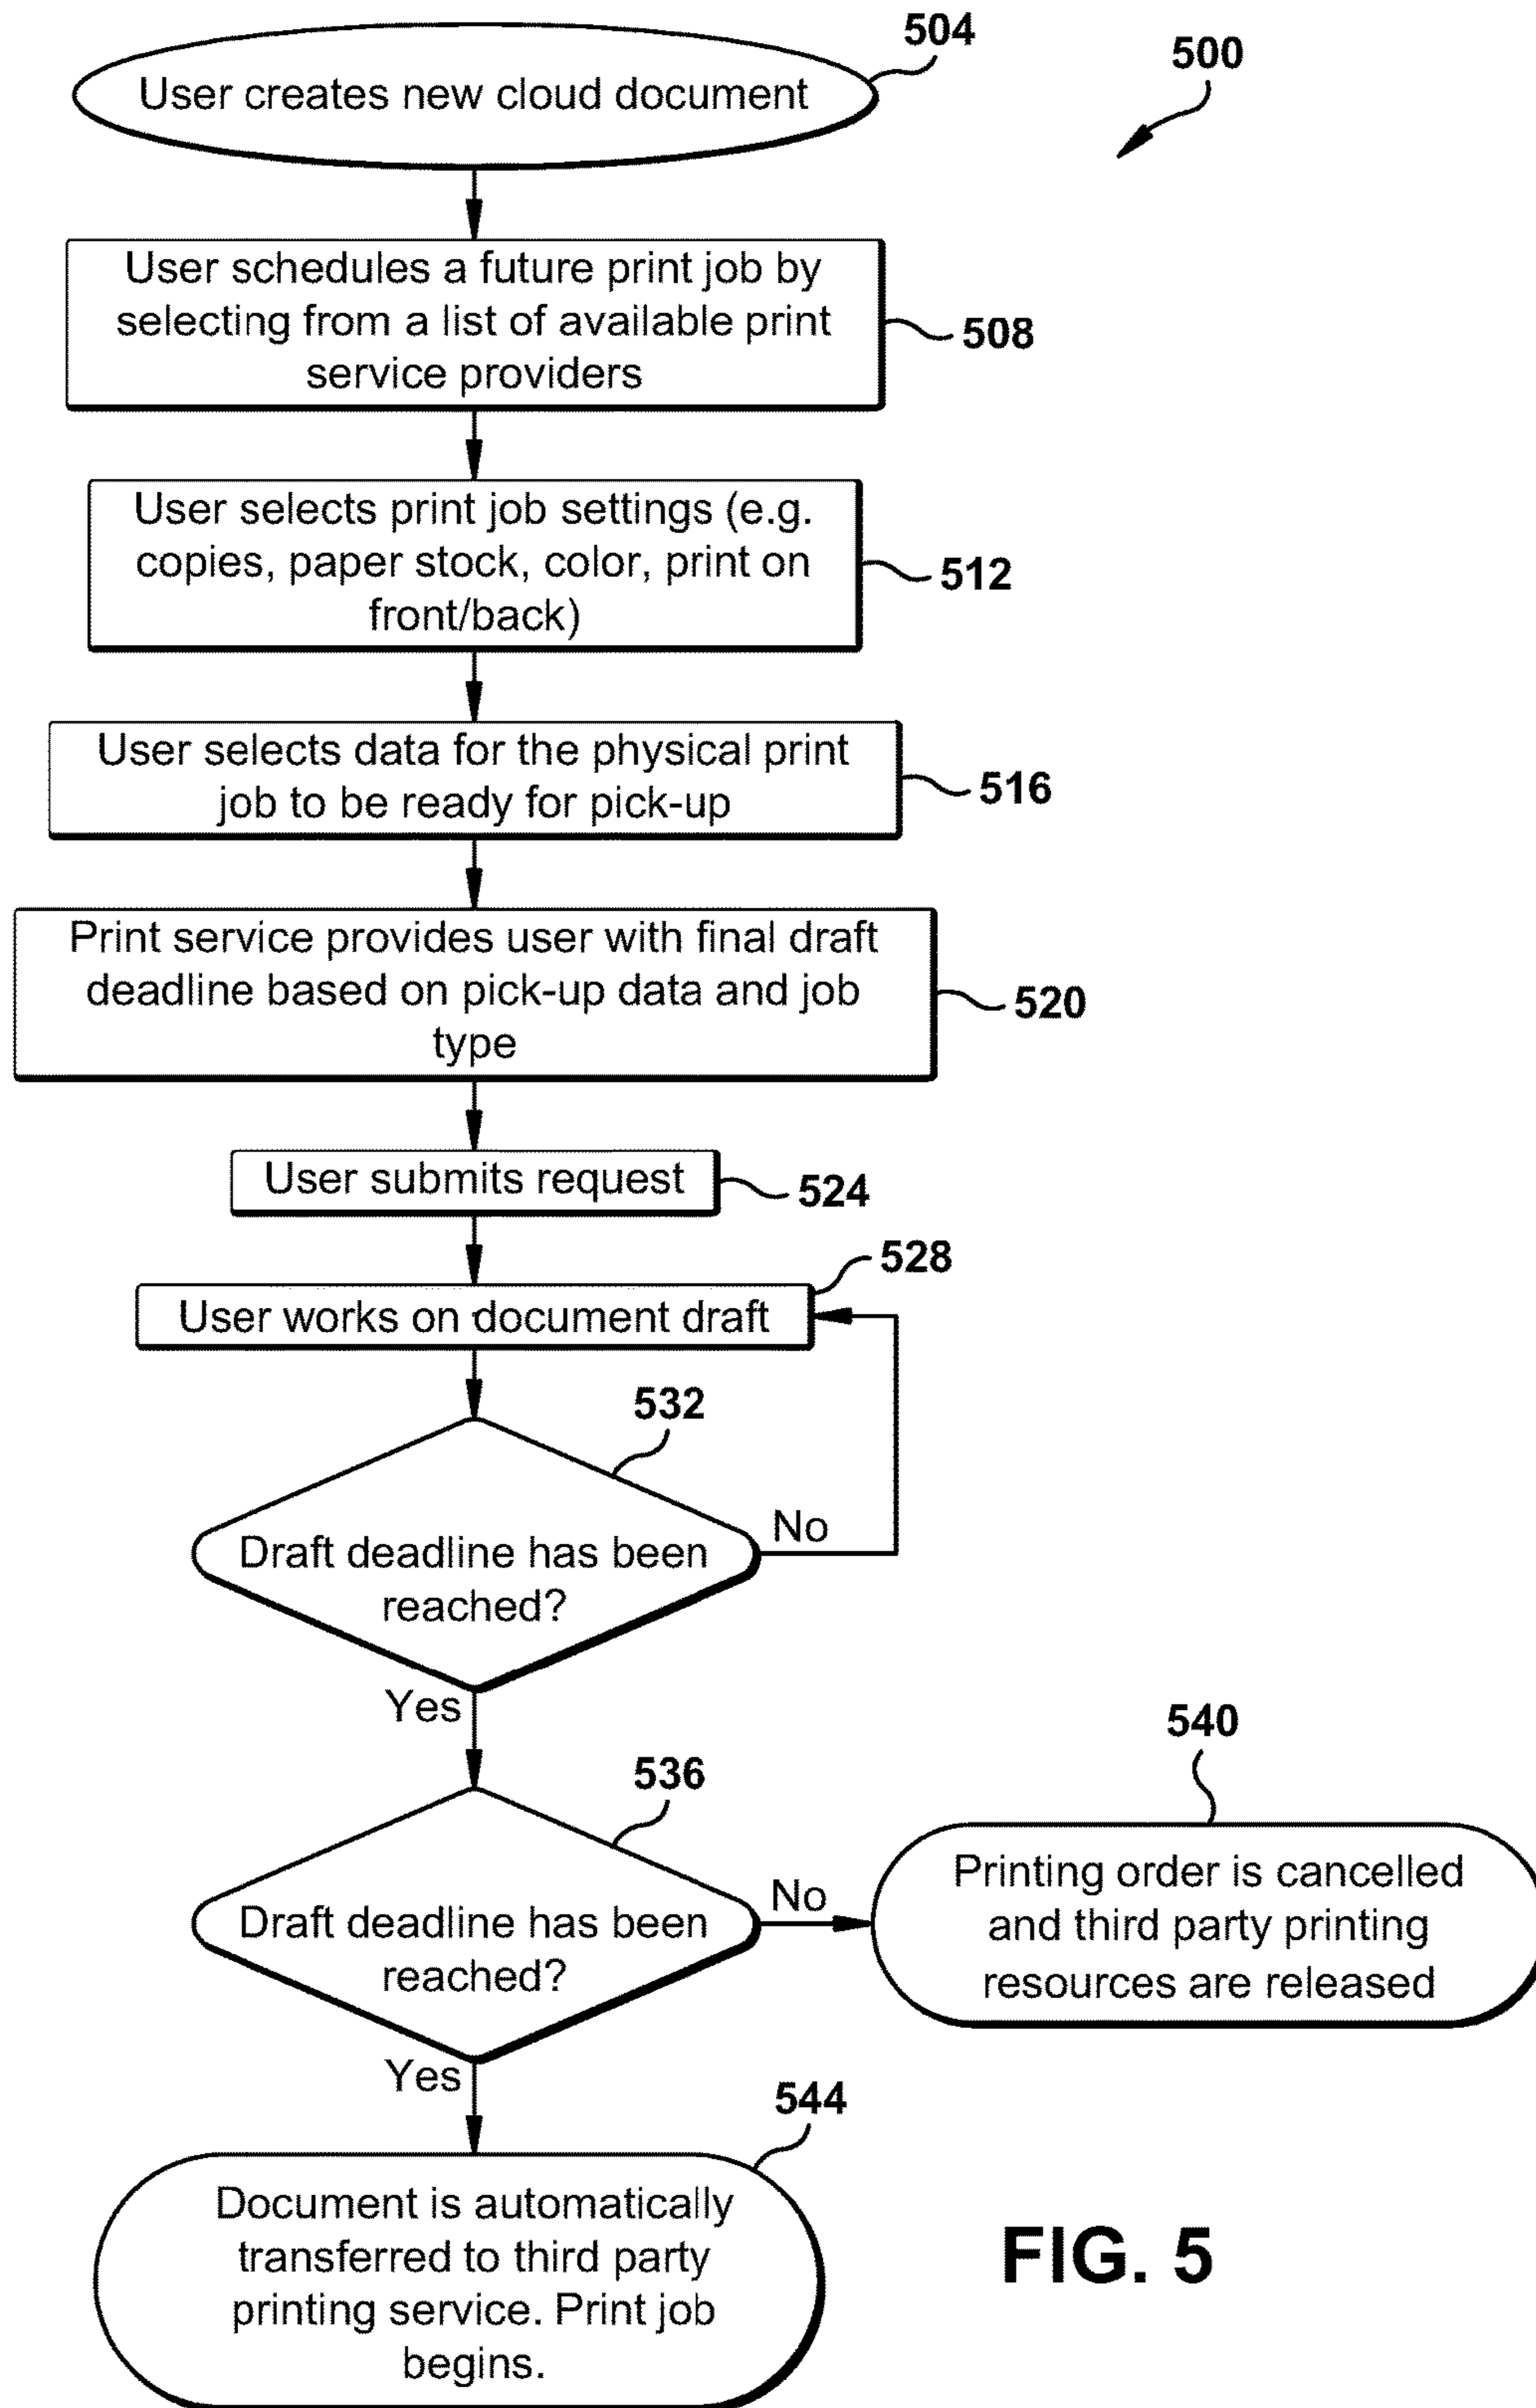 504
500
User creates new cloud document
User schedules a future print job by
selecting from a list of available print
service providers
508
User selects print job settings (e.g.
copies, paper stock, color, print on
front/back)
512
User selects data for the physical print
job to be ready for pick-up
516
Print service provides user with final draft
deadline based on pick-up data and job
type
520
User submits request
524
528
User works on document draft
532
No
Draft deadline has been
reached?
Yes
536
540
No
Draft deadline has been
reached?
Printing order is cancelled
and third party printing
resources are released
Yes
544
Document is automatically
transferred to third party
printing service. Print job
begins.
FIG. 5